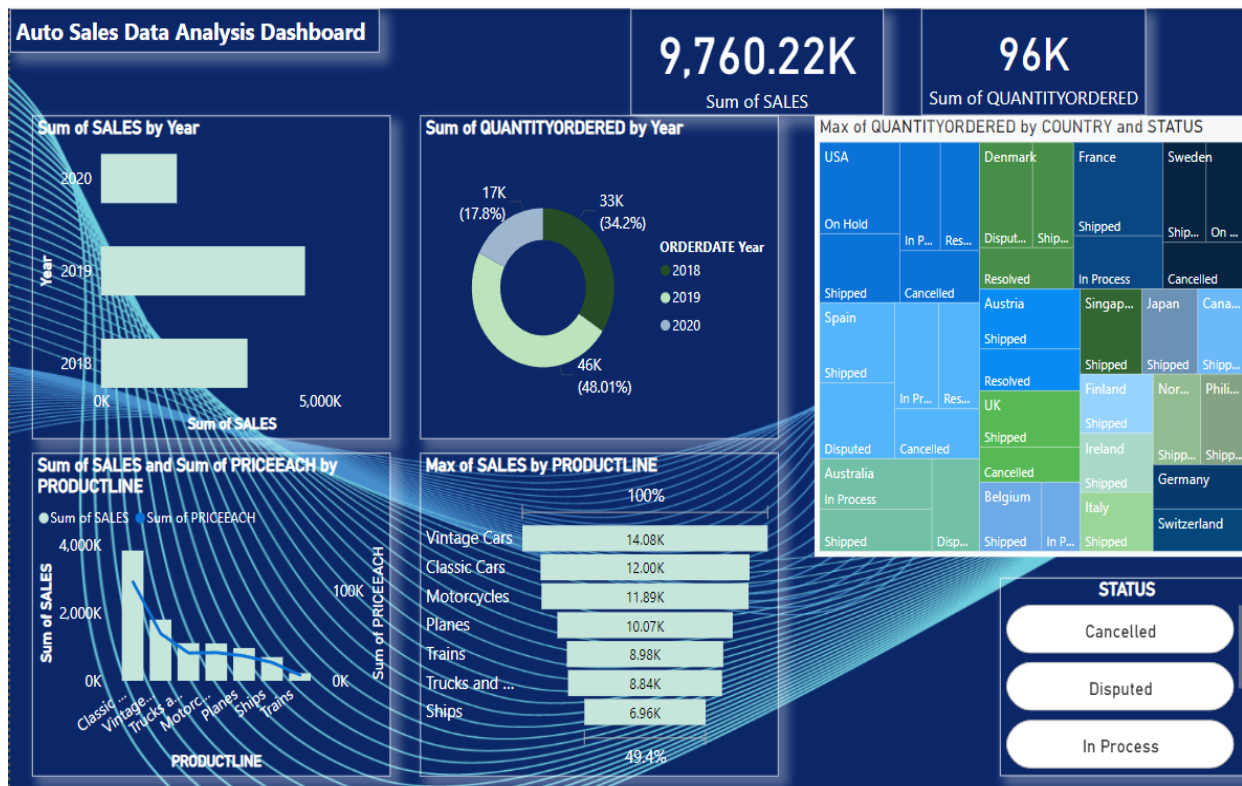 Auto Sales Data Analysis Dashboard
9,760.22K
Sum of SALES
96K
Sum of QUANTITYORDERED
Sum of SALES by Year
2020
2019
2018
Year
0K
5,000K
Sum of SALES
Sum of QUANTITYORDERED by Year
17K
(17.8%)
33K
(34.2%)
46K
(48.01%)
ORDERDATE Year
2018
2019
2020
Max of QUANTITYORDERED by COUNTRY and STATUS
USA
On Hold
In P...
Res...
Shipped
Cancelled
Denmark
Disput...
Ship...
Resolved
France
Shipped
In Process
Sweden
Ship...
On ...
Cancelled
Spain
Shipped
In Pr...
Res...
Disputed
Cancelled
Austria
Shipped
Resolved
Singap...
Shipped
Japan
Shipped
Cana...
Shipp...
UK
Shipped
Cancelled
Finland
Shipped
Nor...
Shipp...
Phili...
Shipp...
Ireland
Shipped
Australia
In Process
Shipped
Disp...
Belgium
Shipped
In P...
Italy
Shipped
Germany
Switzerland
Sum of SALES and Sum of PRICEEACH by
PRODUCTLINE
Sum of SALES
Sum of PRICEEACH
4,000K
2,000K
0K
Sum of SALES
100K
0K
Sum of PRICEEACH
Classic ...
Vintage...
Trucks a...
Motorc...
Planes
Ships
Trains
PRODUCTLINE
Max of SALES by PRODUCTLINE
100%
Vintage Cars 14.08K
Classic Cars 12.00K
Motorcycles 11.89K
Planes 10.07K
Trains 8.98K
Trucks and ... 8.84K
Ships 6.96K
49.4%
STATUS
Cancelled
Disputed
In Process